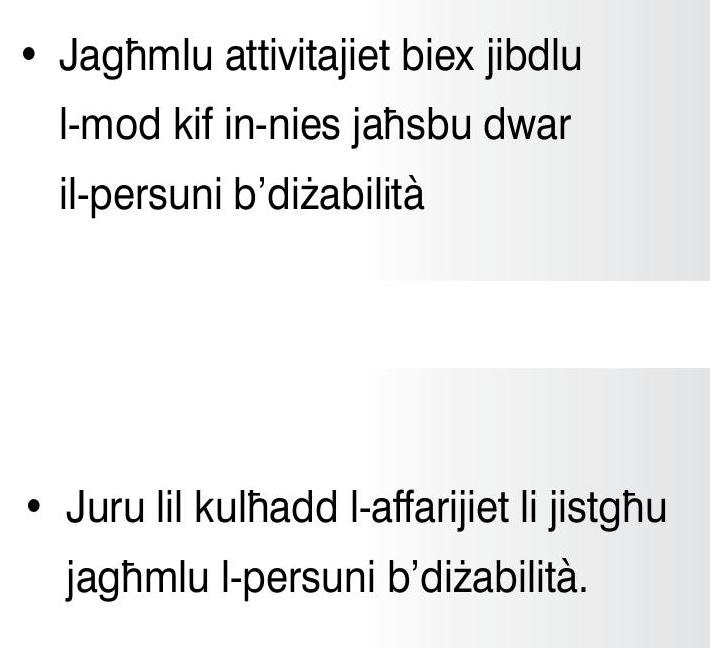 • Jagħmlu attivitajiet biex jibdlu
l-mod kif in-nies jaħsbu dwar
il-persuni b’diżabilità
• Juru lil kulħadd l-affarijiet li jistgħu
jagħmlu l-persuni b’diżabilità.